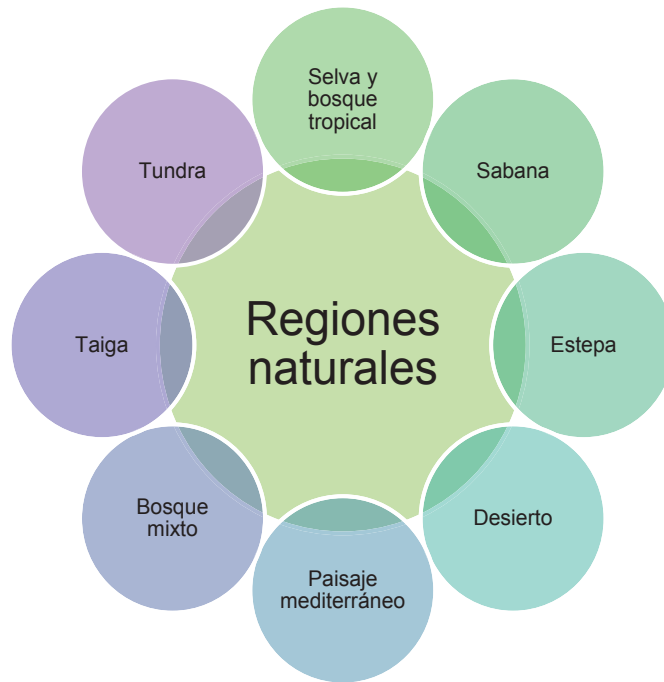 Selva y
bosque
tropical
Tundra
Sabana
Regiones
naturales
Taiga
Estepa
Bosque
mixto
Desierto
Paisaje
mediterráneo